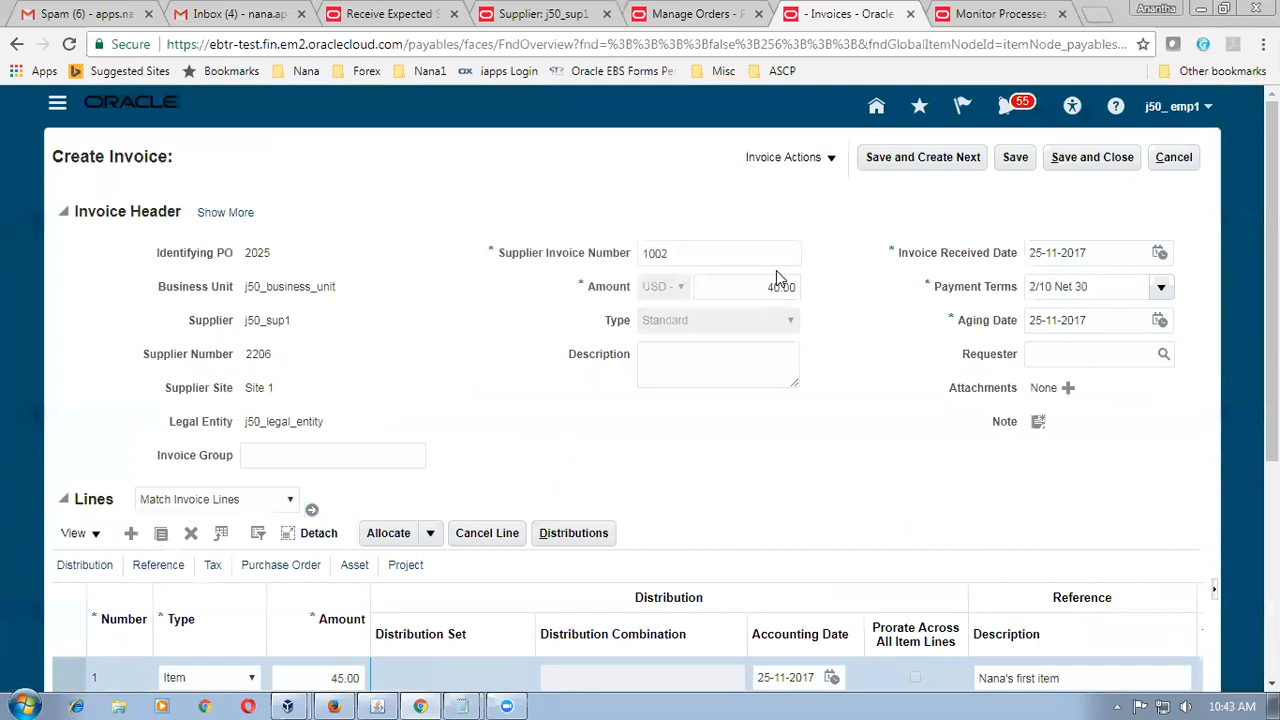 Spam (4) - apps.na
Inbox (4) - nana.ap
Recieve Expected S
Supplier: j50_sup1
Manage Orders - P
- Invoices - Oracle
Monitor Processes
Anantha
Secure
https://ebtr-test.fin.em2.oraclecloud.com/payables/faces/FndOverview?fnd=%3B%3B%3B%3Bfalse%3B256%3B%3B%3B&fndGlobalItemNodeId=itemNode_payables...
Apps
Suggested Sites
Bookmarks
Nana
Forex
Nana1
iapps Login
Oracle EBS Forms Per
Misc
ASCP
Other bookmarks
ORACLE
55
j50_ emp1
Create Invoice:
Invoice Actions
Save and Create Next
Save
Save and Close
Cancel
Invoice Header
Show More
Identifying PO 2025
* Supplier Invoice Number 1002
* Invoice Received Date 25-11-2017
Business Unit j50_business_unit
* Amount USD - 40.00
* Payment Terms 2/10 Net 30
Supplier j50_sup1
Type Standard
* Aging Date 25-11-2017
Supplier Number 2206
Description
Requester
Supplier Site Site 1
Attachments None
Legal Entity j50_legal_entity
Note
Invoice Group
Lines
Match Invoice Lines
View
Detach
Allocate
Cancel Line
Distributions
Distribution
Reference
Tax
Purchase Order
Asset
Project
Distribution
Reference
* Number
* Type
* Amount
Distribution Set
Distribution Combination
Accounting Date
Prorate Across
All Item Lines
Description
1
Item
45.00
25-11-2017
Nana's first item
10:43 AM